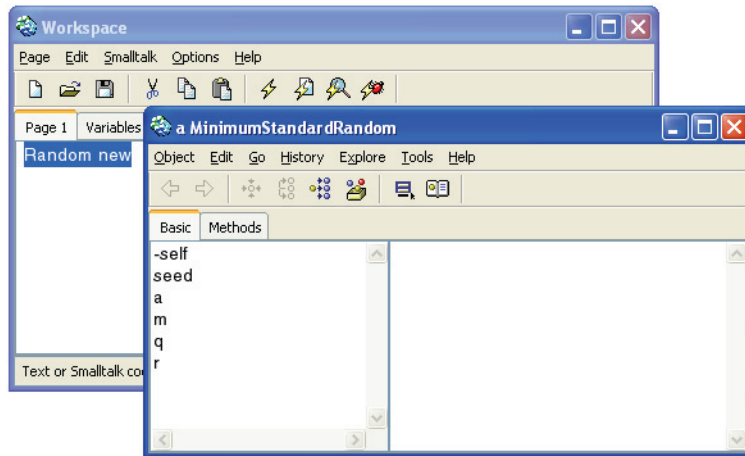 Workspace
Page Edit Smalltalk Options Help
Page 1 Variables
Random new
Text or Smalltalk
a MinimumStandardRandom
Object Edit Go History Explore Tools Help
Basic Methods
-self
seed
a
m
q
r